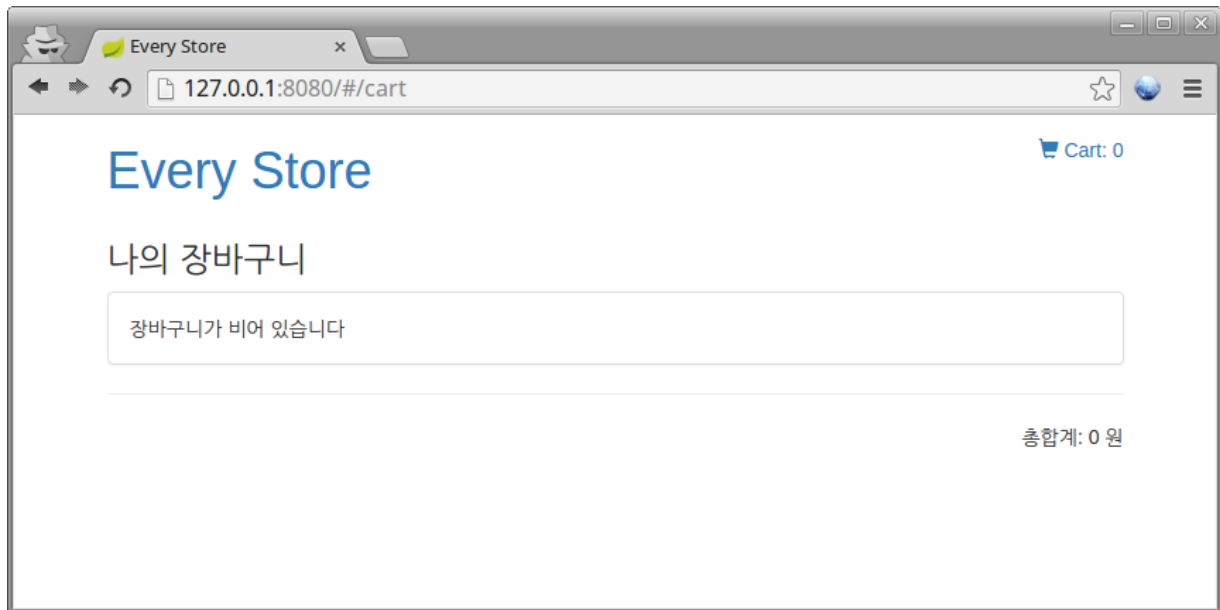 Every Store
127.0.0.1:8080/#/cart
Cart: 0
Every Store
나의 장바구니
장바구니가 비어 있습니다
총합계: 0 원